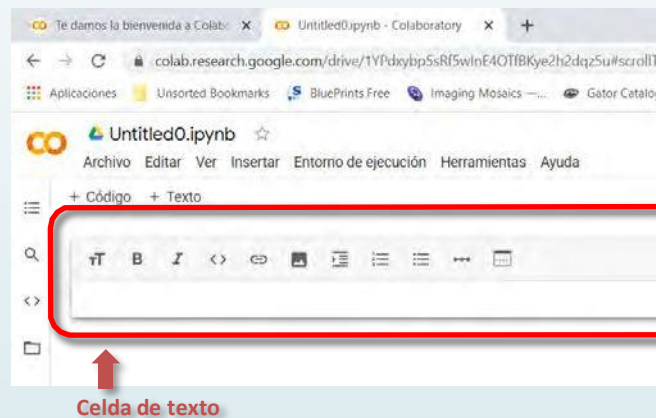 Te damos la bienvenida a Colabo
Untitled0.ipynb - Colaboratory
colab.research.google.com/drive/1YPdxybp5sRf5wInE4OTfBKye2h2dqz5u#scrollT
Aplicaciones Unsorted Bookmarks BluePrints Free Imaging Mosaics —... Gator Catalog
CO Untitled0.ipynb
Archivo Editar Ver Insertar Entorno de ejecución Herramientas Ayuda
+ Código + Texto
Celda de texto